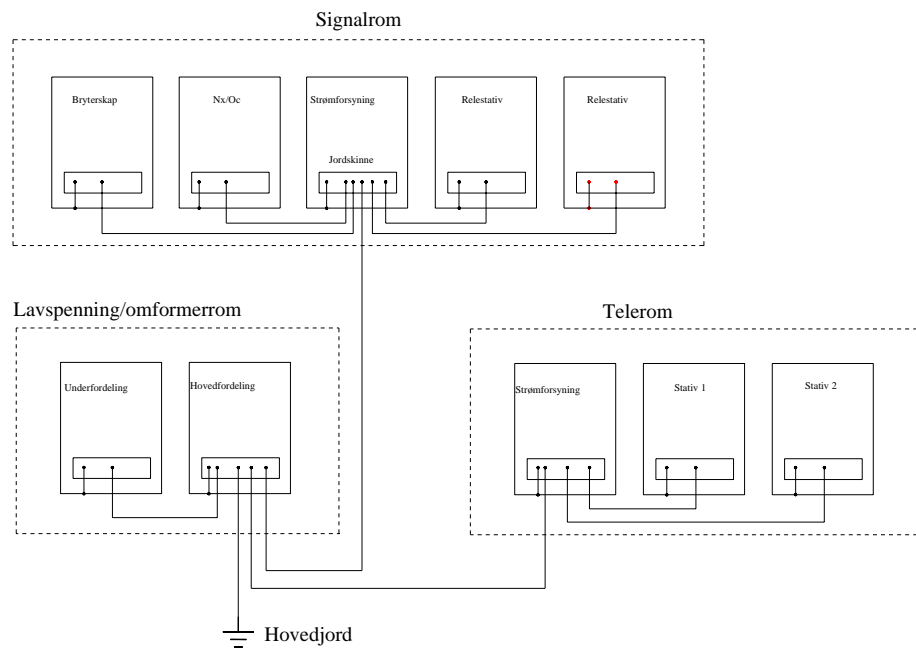 Signalrom
Bryterskap
Nx/Oc
Strømforsyning
Relestativ
Relestativ
Jordskinne
Lavspenning/omformerrom
Telerom
Underfordeling
Hovedfordeling
Strømforsyning
Stativ 1
Stativ 2
Hovedjord